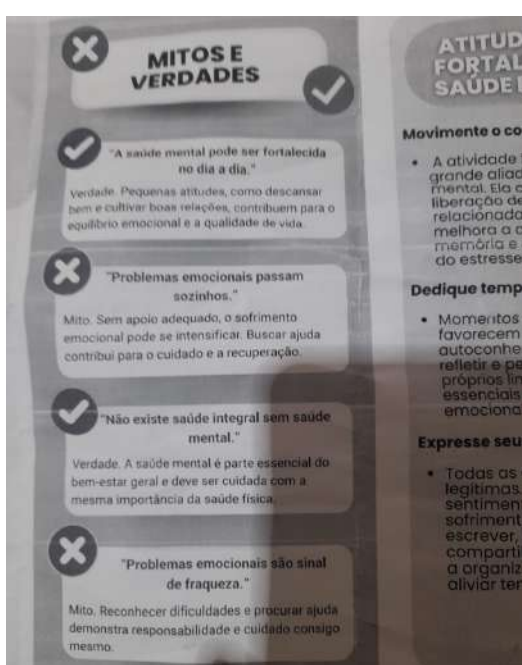 MITOS E
VERDADES
"A saúde mental pode ser fortalecida
no dia a dia."
Verdade. Pequenas atitudes, como descansar
bem e cultivar boas relações, contribuem para o
equilíbrio emocional e a qualidade de vida.
"Problemas emocionais passam
sozinhos."
Mito. Sem apoio adequado, o sofrimento
emocional pode se intensificar. Buscar ajuda
contribui para o cuidado e a recuperação.
"Não existe saúde integral sem saúde
mental."
Verdade. A saúde mental é parte essencial do
bem-estar geral e deve ser cuidada com a
mesma importância da saúde física.
"Problemas emocionais são sinal
de fraqueza."
Mito. Reconhecer dificuldades e procurar ajuda
demonstra responsabilidade e cuidado consigo
mesmo.
ATITUD
FORTAL
SAÚDE
Movimente o co
• A atividade
grande aliad
mental. Ela
liberação de
relacionado
melhora a
memória e
do estresse
Dedique temp
• Momentos
favorecem
autoconhe
refletir e pe
próprios lim
essenciais
emociona
Expresse seu
• Todas as
legítimas.
sentimen
sofriment
escrever,
comparti
a organiz
aliviar ten